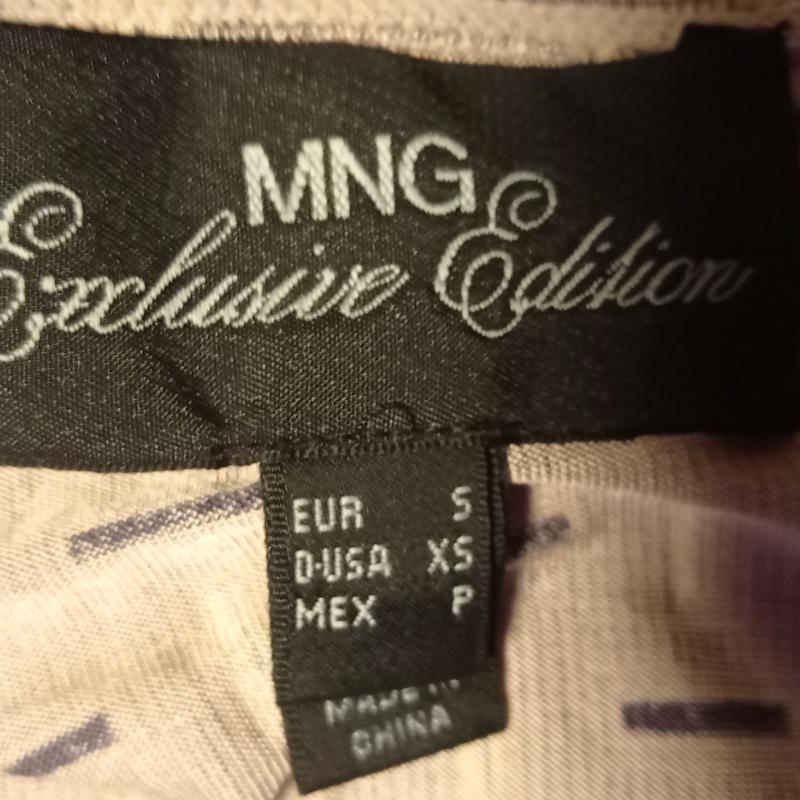 MNG
Exclusive Edition
EUR S
D-USA XS
MEX P
MADE IN
CHINA